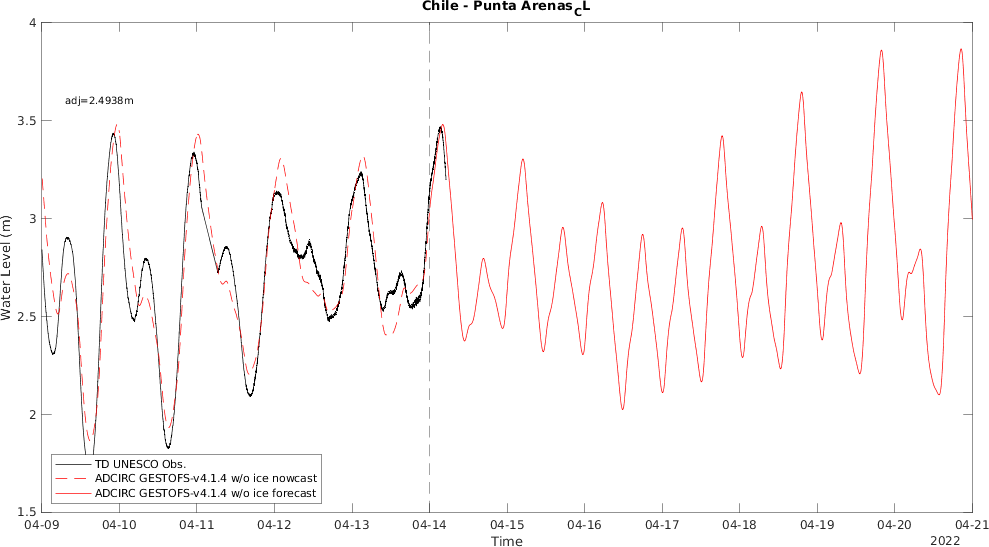 Chile - Punta Arenas_CL
4
adj=2.4938m
3.5
3
Water Level (m)
2.5
2
TD UNESCO Obs.
ADCIRC GESTOFS-v4.1.4 w/o ice nowcast
ADCIRC GESTOFS-v4.1.4 w/o ice forecast
1.5
04-09 04-10 04-11 04-12 04-13 04-14 04-15 04-16 04-17 04-18 04-19 04-20 04-21
Time
2022